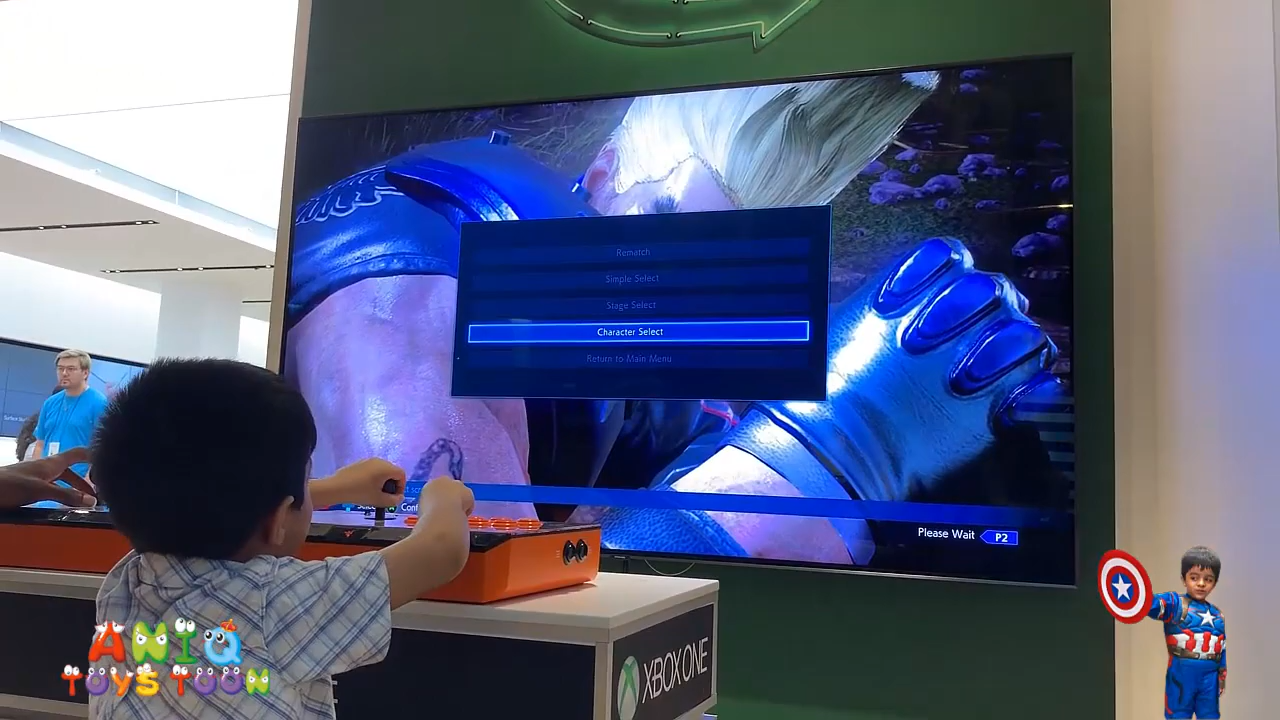 Rematch
Simple Select
Stage Select
Character Select
Return to Main Menu
Please Wait P2
XBOX ONE
ANIQ
TOYS TOON